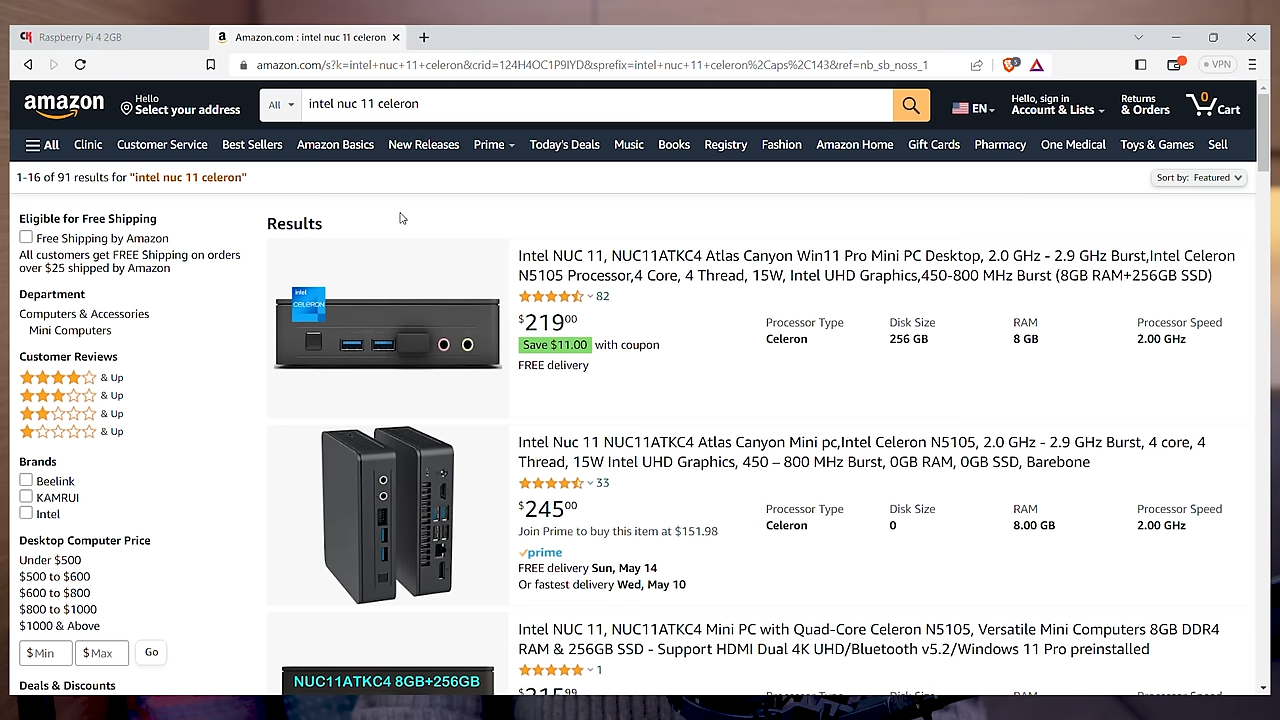 Raspberry Pi 4 2GB
Amazon.com : intel nuc 11 celeron
amazon.com/s?k=intel+nuc+11+celeron&crid=124H4OC1P9IYD&sprefix=intel+nuc+11+celeron%2Caps%2C143&ref=nb_sb_noss_1
5
VPN
amazon
Hello
Select your address
All
intel nuc 11 celeron
EN
Hello, sign in
Account & Lists
Returns
& Orders
0
Cart
All
Clinic
Customer Service
Best Sellers
Amazon Basics
New Releases
Prime
Today's Deals
Music
Books
Registry
Fashion
Amazon Home
Gift Cards
Pharmacy
One Medical
Toys & Games
Sell
1-16 of 91 results for "intel nuc 11 celeron"
Sort by: Featured
Eligible for Free Shipping
Free Shipping by Amazon
All customers get FREE Shipping on orders
over $25 shipped by Amazon
Department
Computers & Accessories
Mini Computers
Customer Reviews
& Up
& Up
& Up
& Up
Brands
Beelink
KAMRUI
Intel
Desktop Computer Price
Under $500
$500 to $600
$600 to $800
$800 to $1000
$1000 & Above
$ Min
$ Max
Go
Deals & Discounts
Results
intel
CELERON
Intel NUC 11, NUC11ATKC4 Atlas Canyon Win11 Pro Mini PC Desktop, 2.0 GHz - 2.9 GHz Burst,Intel Celeron
N5105 Processor,4 Core, 4 Thread, 15W, Intel UHD Graphics,450-800 MHz Burst (8GB RAM+256GB SSD)
82
$21900
Save $11.00 with coupon
FREE delivery
Processor Type
Celeron
Disk Size
256 GB
RAM
8 GB
Processor Speed
2.00 GHz
Intel Nuc 11 NUC11ATKC4 Atlas Canyon Mini pc,Intel Celeron N5105, 2.0 GHz - 2.9 GHz Burst, 4 core, 4
Thread, 15W Intel UHD Graphics, 450 – 800 MHz Burst, 0GB RAM, 0GB SSD, Barebone
33
$24500
Join Prime to buy this item at $151.98
prime
FREE delivery Sun, May 14
Or fastest delivery Wed, May 10
Processor Type
Celeron
Disk Size
0
RAM
8.00 GB
Processor Speed
2.00 GHz
NUC11ATKC4 8GB+256GB
Intel NUC 11, NUC11ATKC4 Mini PC with Quad-Core Celeron N5105, Versatile Mini Computers 8GB DDR4
RAM & 256GB SSD - Support HDMI Dual 4K UHD/Bluetooth v5.2/Windows 11 Pro preinstalled
1
$21599
Processor Type
Disk Size
RAM
Processor Speed